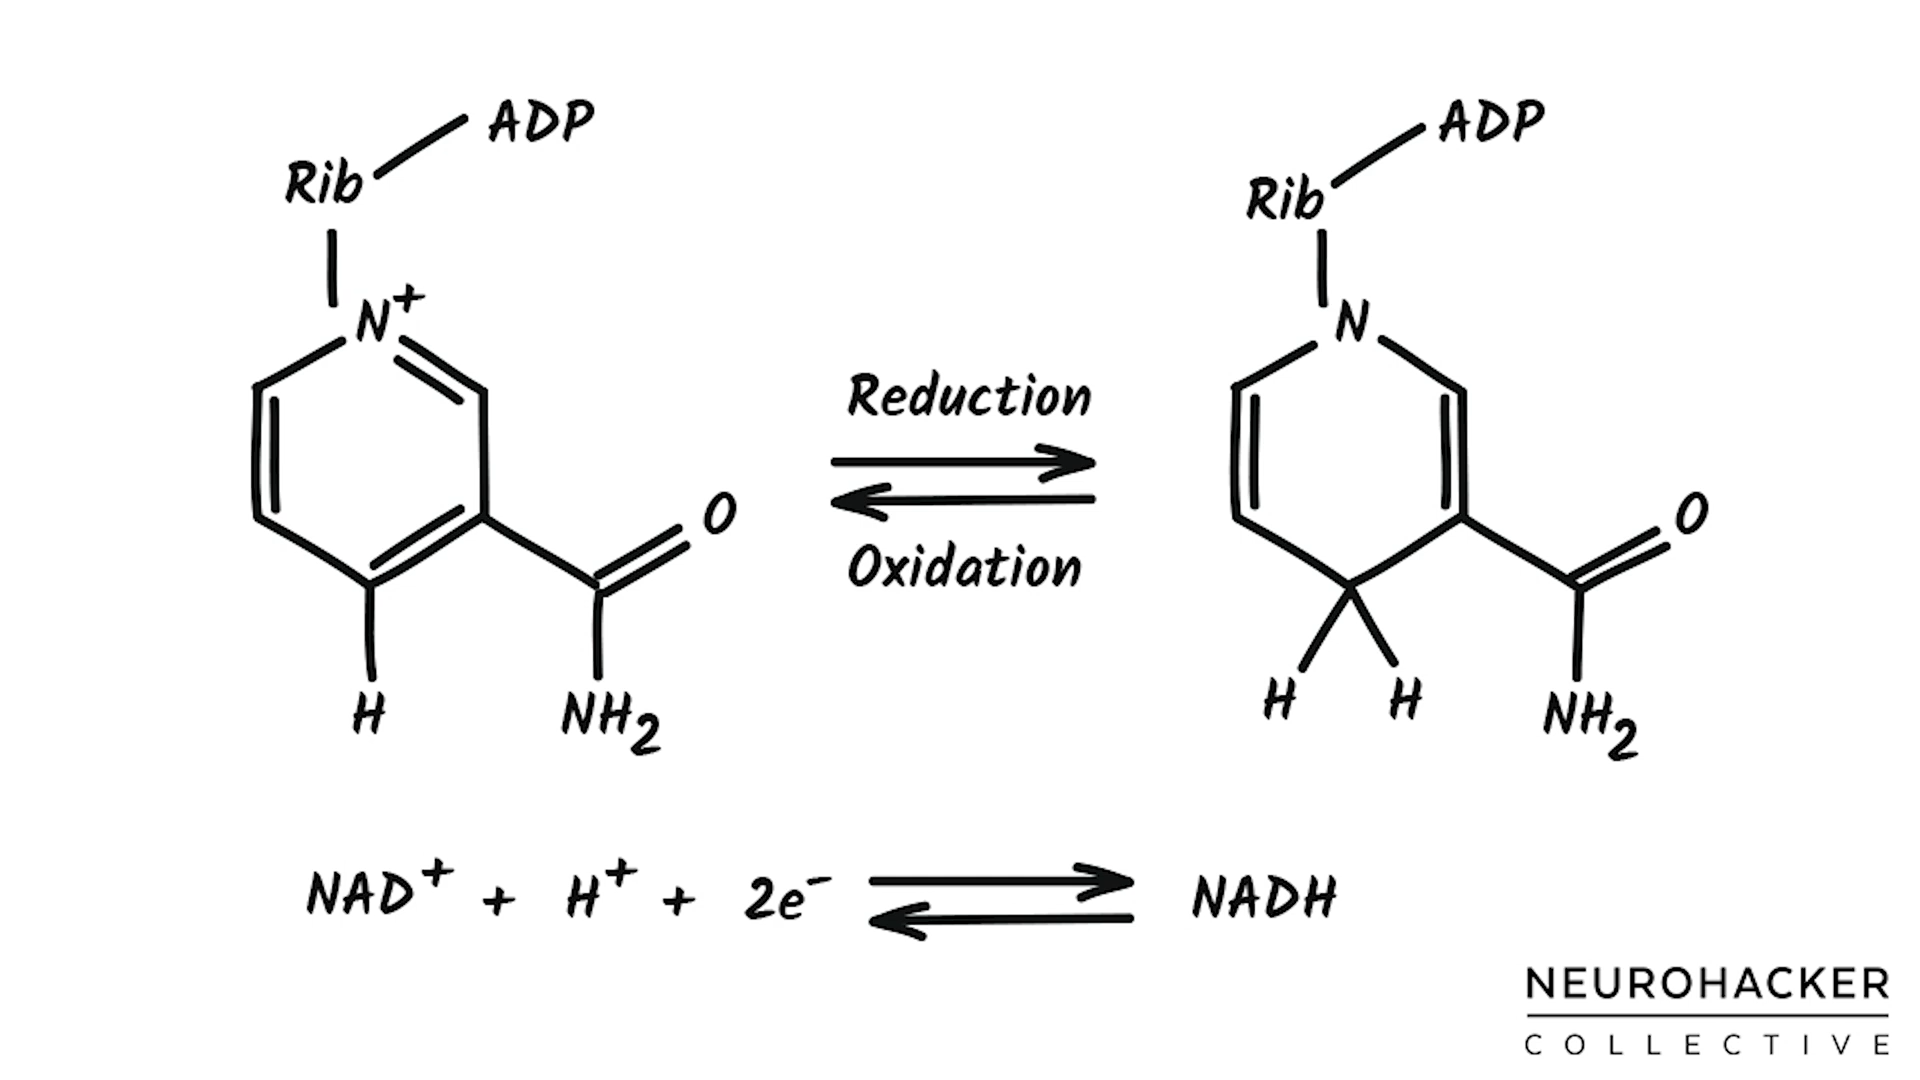 ADP
Rib
N+
O
H
NH2
Reduction
Oxidation
ADP
Rib
N
O
H H
NH2
NAD+ + H+ + 2e- NADH
NEUROHACKER
COLLECTIVE